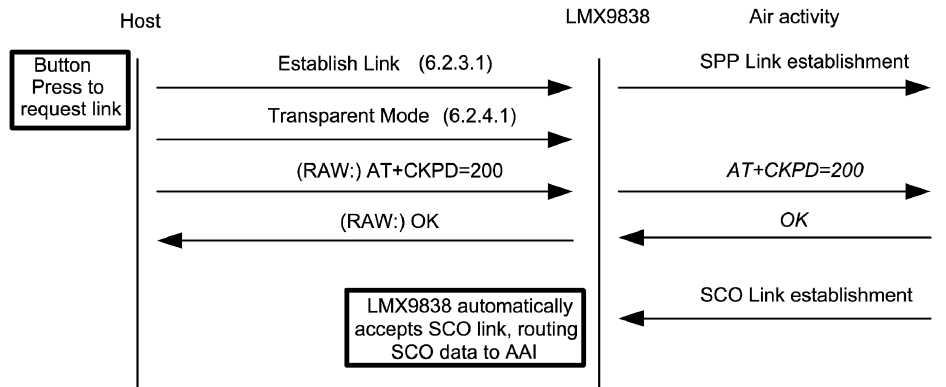 Host
LMX9838
Air activity
Button
Press to
request link
Establish Link (6.2.3.1)
SPP Link establishment
Transparent Mode (6.2.4.1)
(RAW:) AT+CKPD=200
AT+CKPD=200
(RAW:) OK
OK
LMX9838 automatically
accepts SCO link, routing
SCO data to AAI
SCO Link establishment